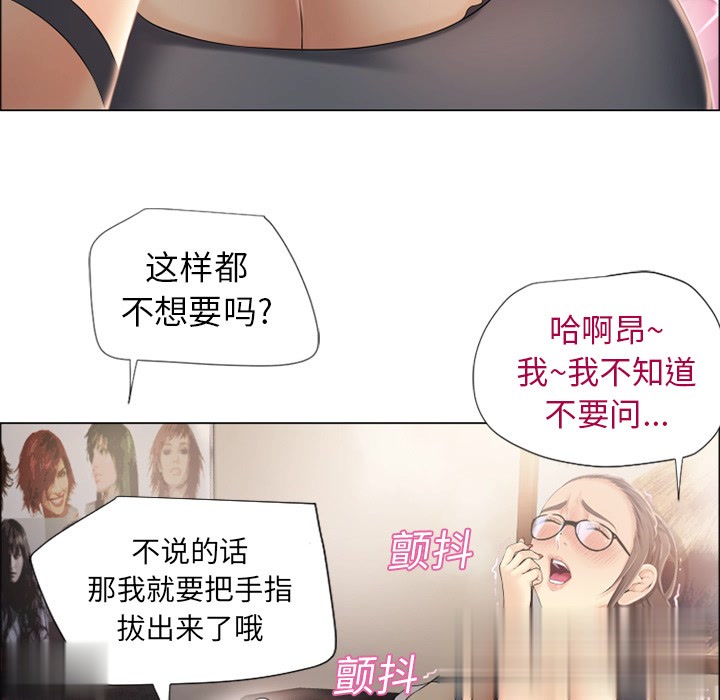 这样都
不想要吗?
哈啊昂~
我~我不知道
不要问...
不说的话
那我就要把手指
拔出来了哦
颤抖
颤抖